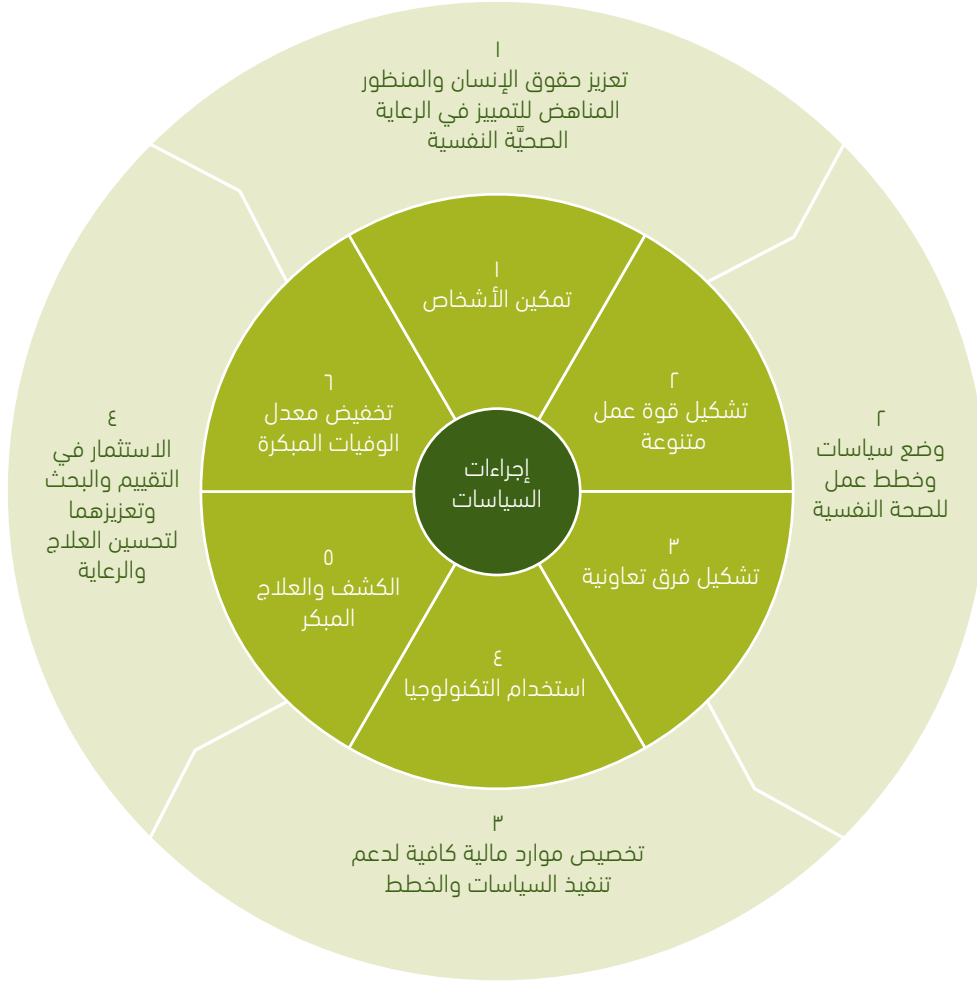 ١
تعزيز حقوق الإنسان والمنظور
المناهض للتمييز في الرعاية
الصحيَّة النفسية
٢
وضع سياسات
وخطط عمل
للصحة النفسية
٣
تخصيص موارد مالية كافية لدعم
تنفيذ السياسات والخطط
٤
الاستثمار في
التقييم والبحث
وتعزيزهما
لتحسين العلاج
والرعاية
١
تمكين الأشخاص
٢
تشكيل قوة عمل
متنوعة
٣
تشكيل فرق تعاونية
٤
استخدام التكنولوجيا
٥
الكشف والعلاج
المبكر
٦
تخفيض معدل
الوفيات المبكرة
إجراءات
السياسات